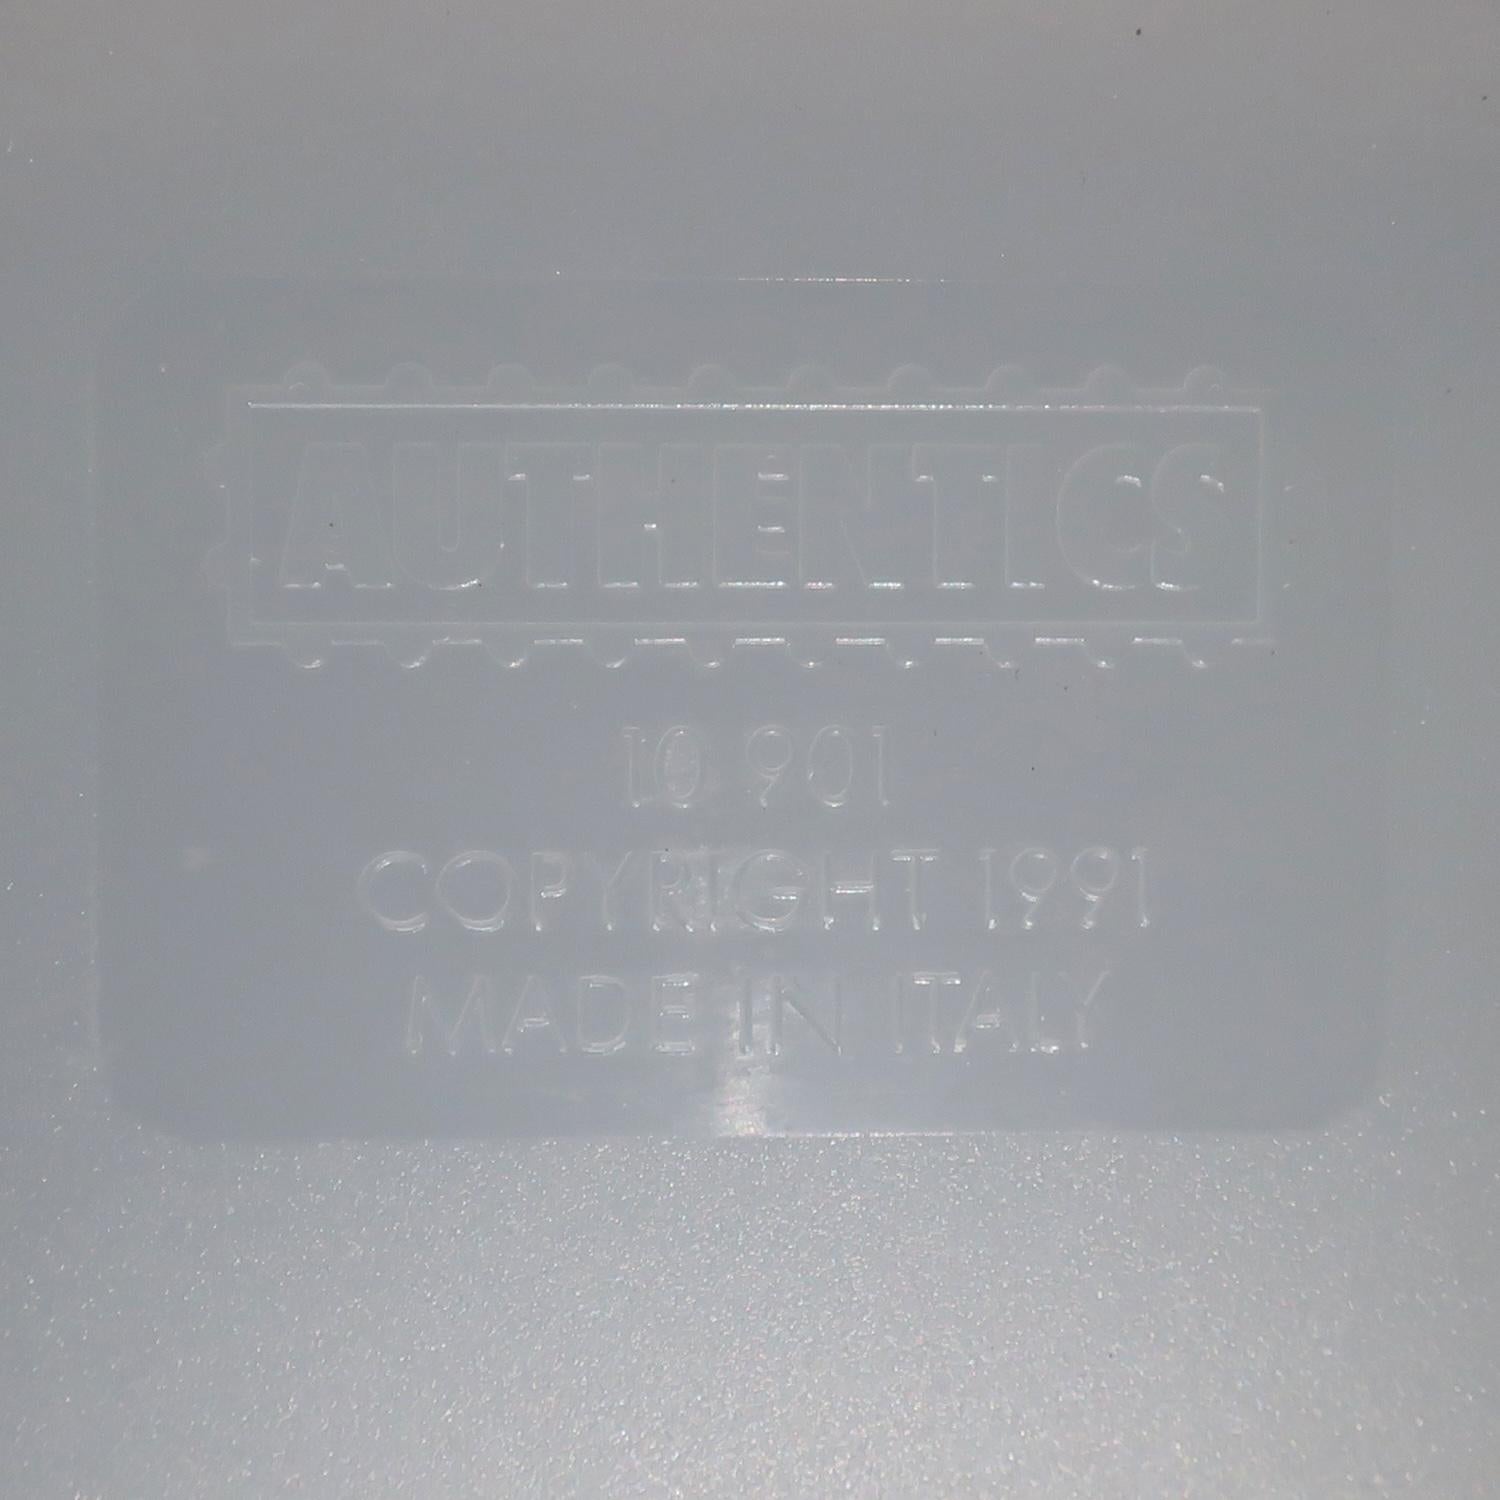 AUTHENTICS
10 901
COPYRIGHT 1991
MADE IN ITALY